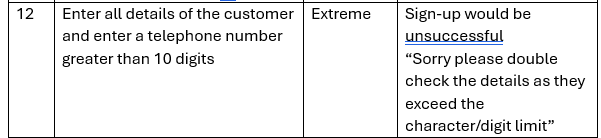 12
Enter all details of the customer
and enter a telephone number
greater than 10 digits
Extreme
Sign-up would be
unsuccessful
“Sorry please double
check the details as they
exceed the
character/digit limit”